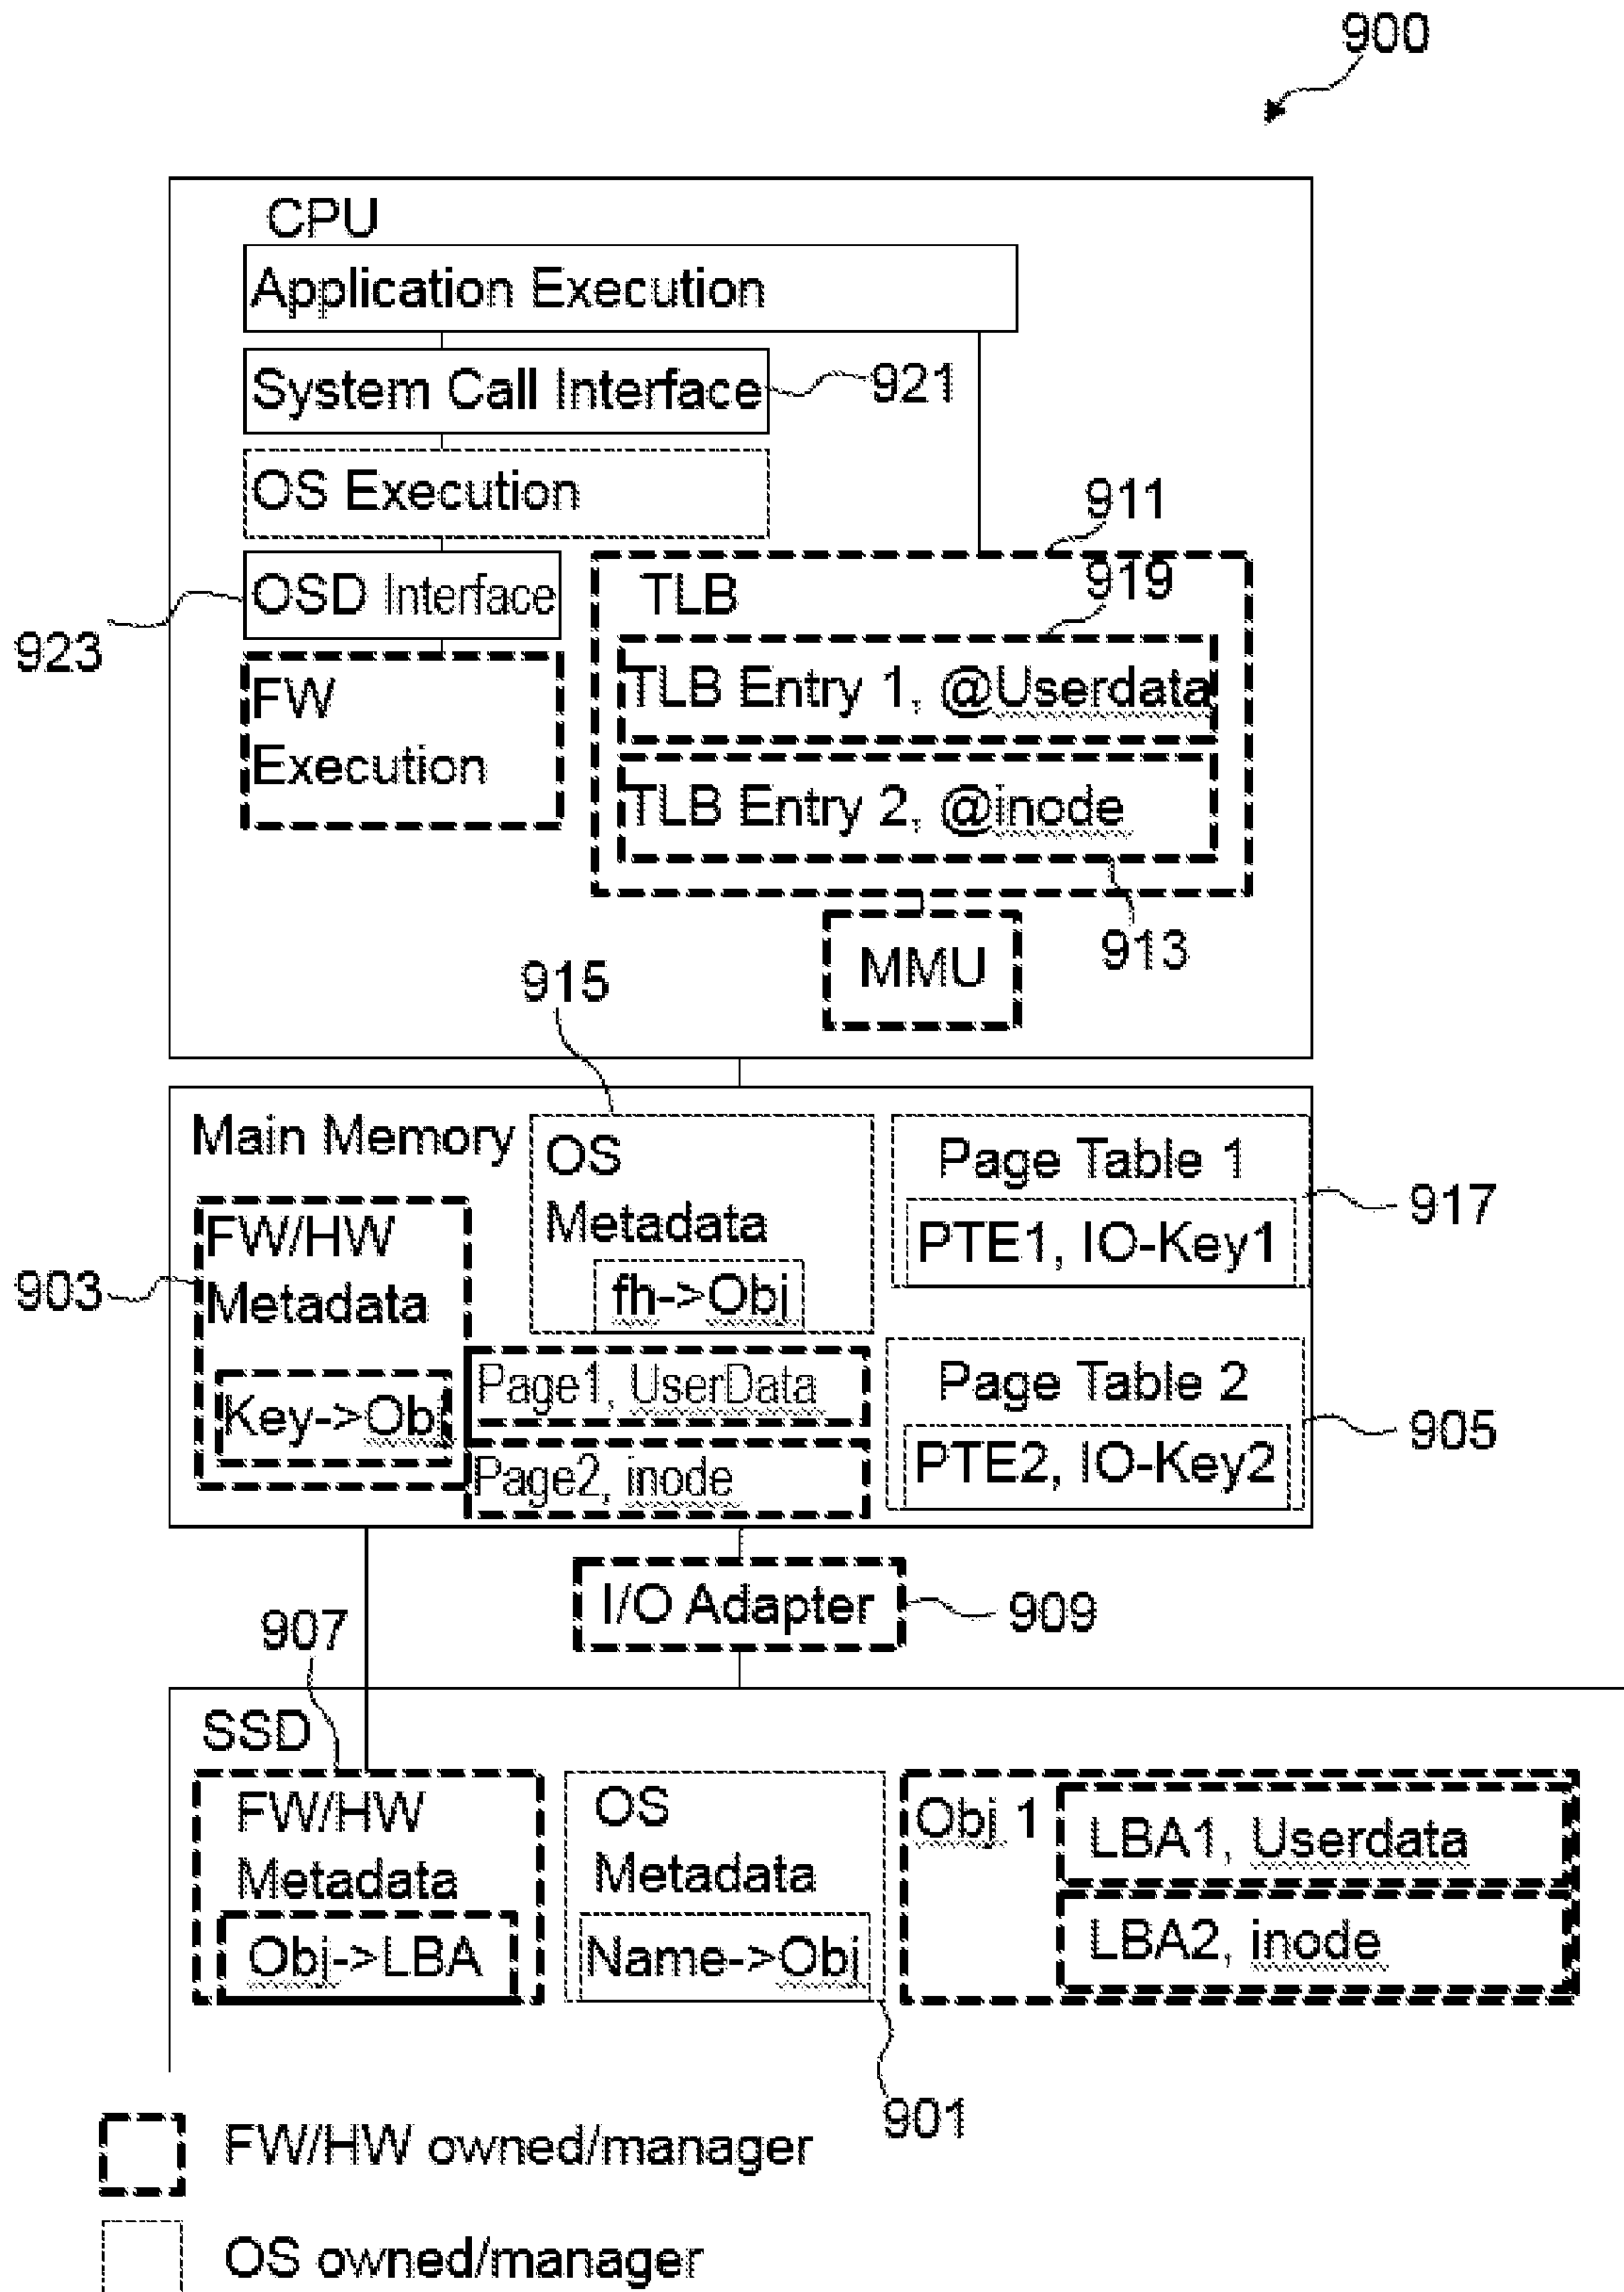 900
CPU
Application Execution
System Call Interface
921
OS Execution
911
OSD Interface
923
TLB
919
FW
Execution
TLB Entry 1, @Userdata
TLB Entry 2, @inode
913
MMU
915
Main Memory
OS
Metadata
fh->Obj
Page Table 1
PTE1, IO-Key1
917
FW/HW
Metadata
903
Key->Obj
Page1, UserData
Page2, inode
Page Table 2
PTE2, IO-Key2
905
I/O Adapter
909
907
SSD
FW/HW
Metadata
Obj->LBA
OS
Metadata
Name->Obj
Obj 1
LBA1, Userdata
LBA2, inode
901
FW/HW owned/manager
OS owned/manager